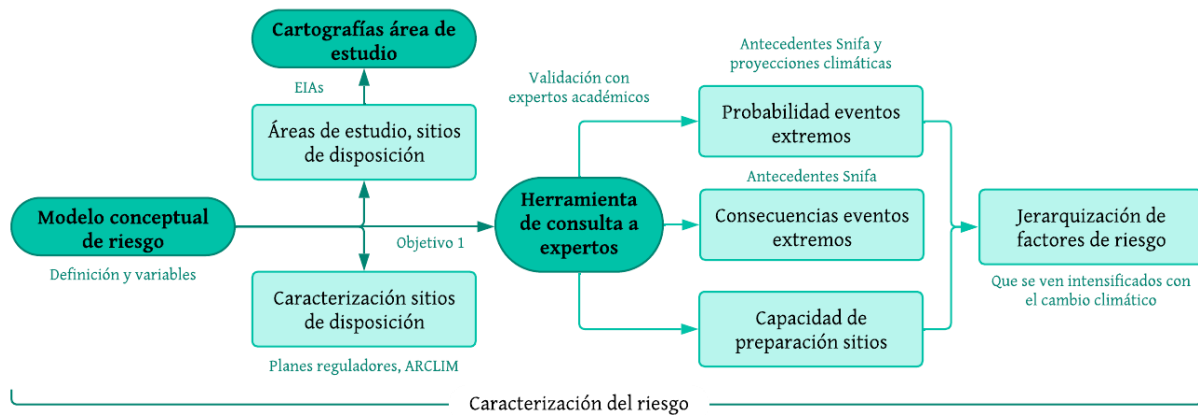 Cartografías área de
estudio
EIAs
Áreas de estudio, sitios
de disposición
Modelo conceptual
de riesgo
Definición y variables
Objetivo 1
Caracterización sitios
de disposición
Planes reguladores, ARCLIM
Validación con
expertos académicos
Herramienta
de consulta a
expertos
Antecedentes Snifa y
proyecciones climáticas
Probabilidad eventos
extremos
Antecedentes Snifa
Consecuencias eventos
extremos
Capacidad de
preparación sitios
Jerarquización de
factores de riesgo
Que se ven intensificados con
el cambio climático
Caracterización del riesgo